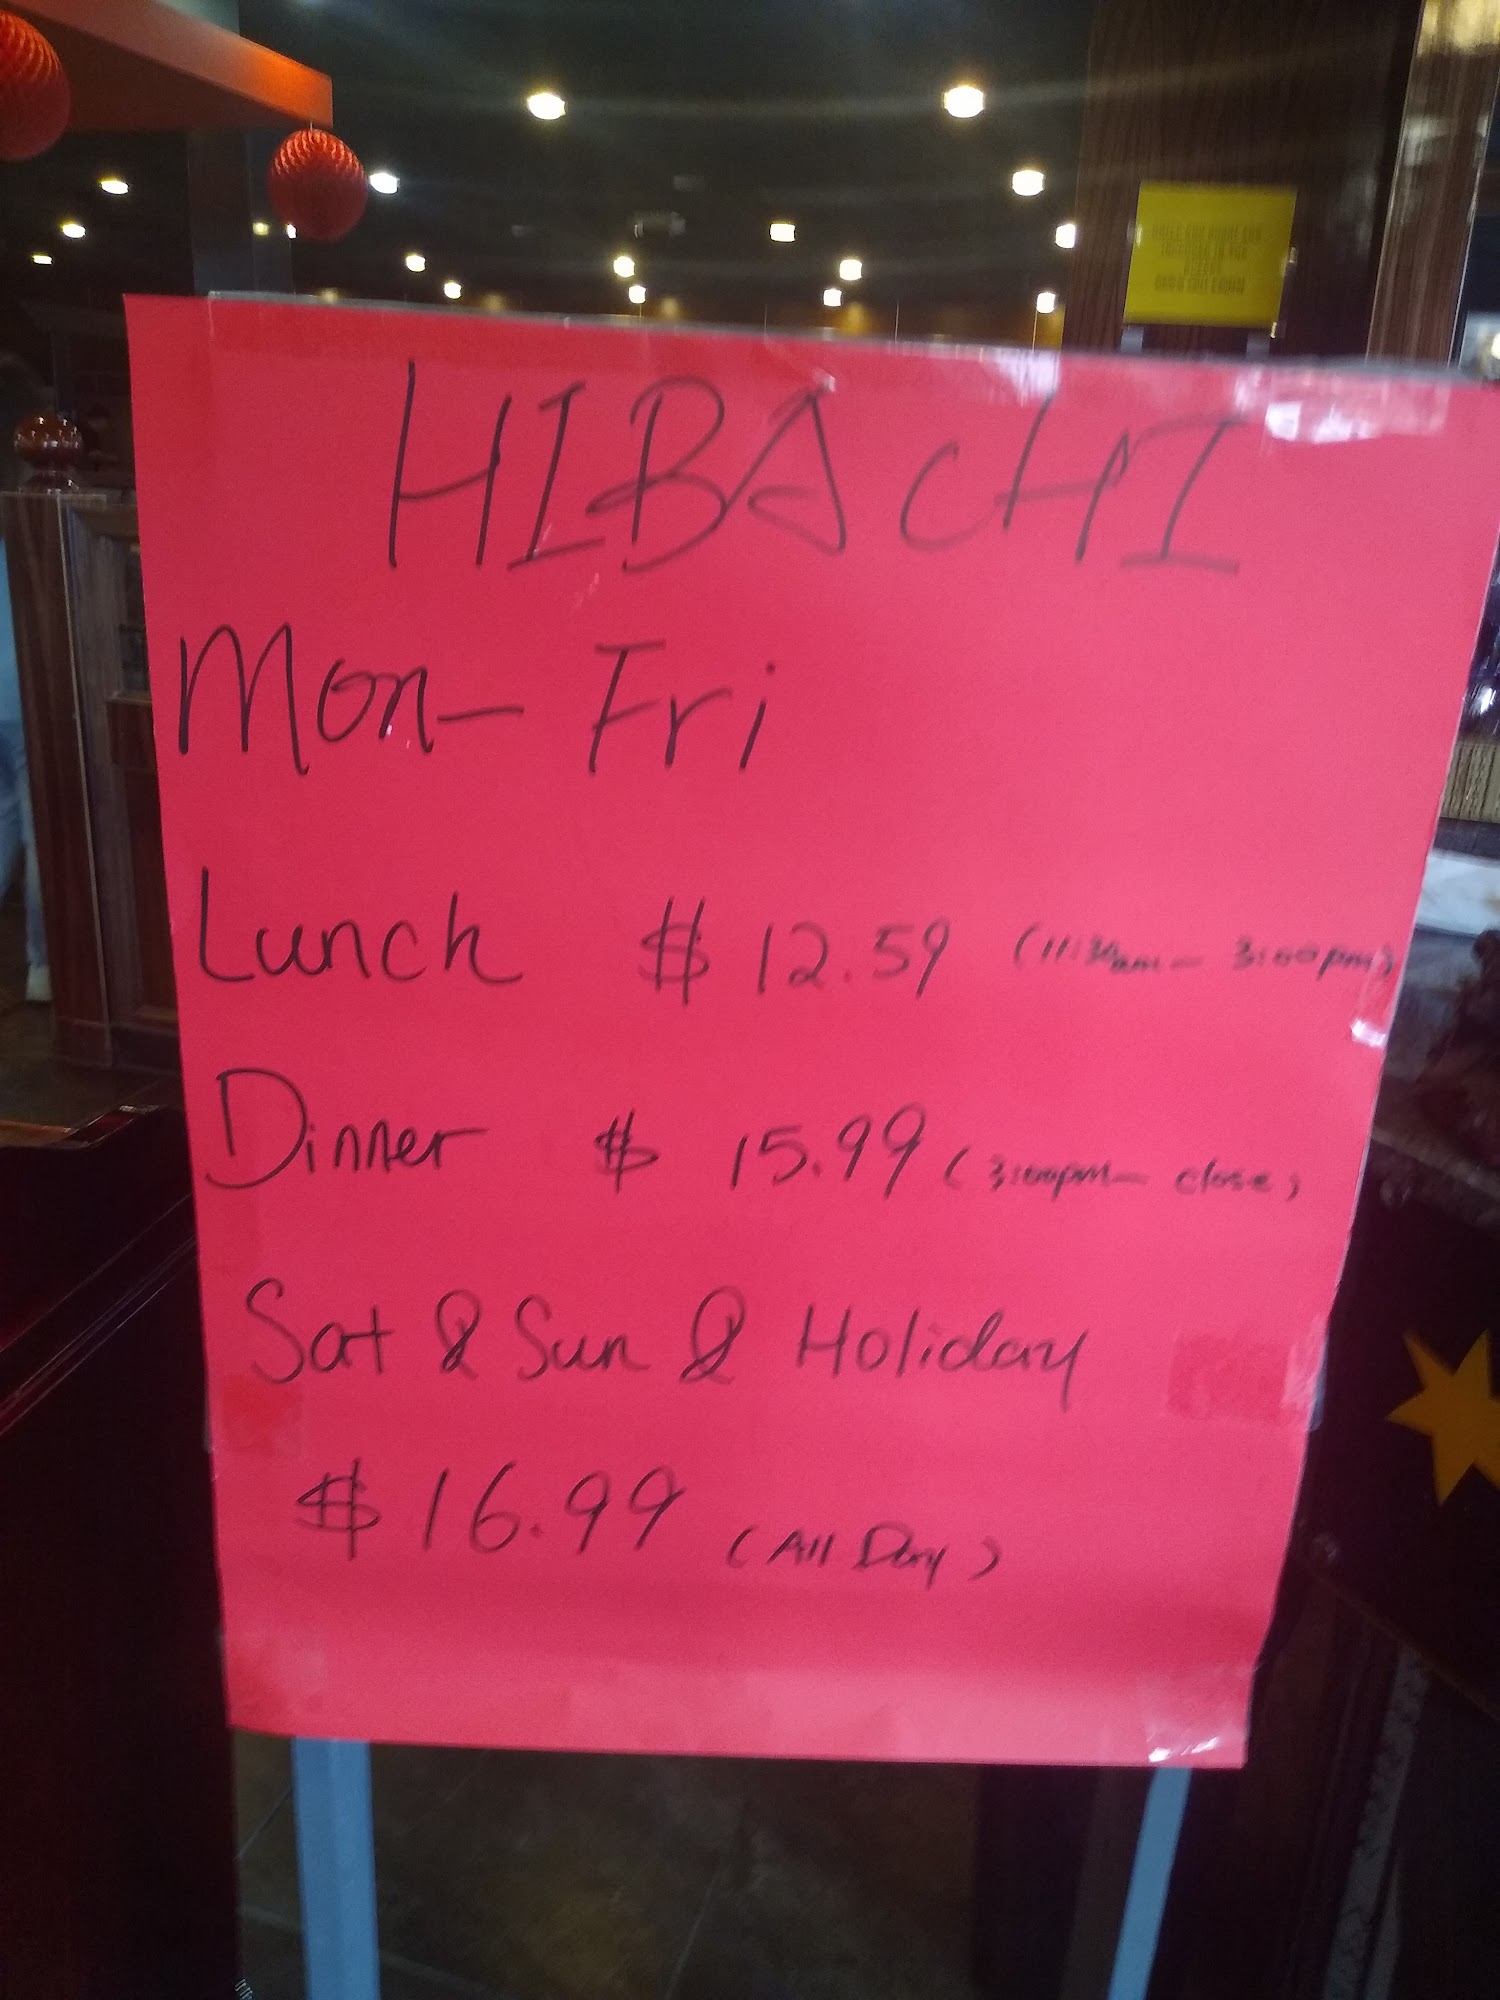 HIBACHI
Mon- Fri
Lunch $ 12.59 (11:30am - 3:00pm)
Dinner $ 15.99 (3:00pm - close)
Sat & Sun & Holiday
$ 16.99 (All Day)